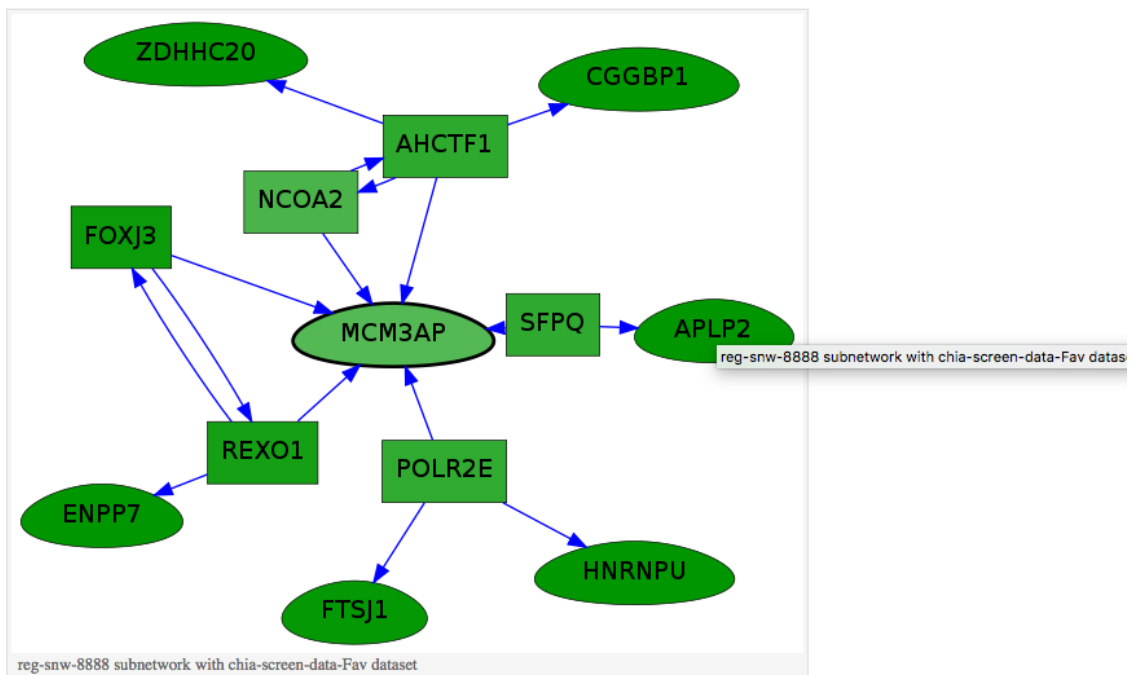 ZDHHC20
CGGBP1
AHCTF1
NCOA2
FOXJ3
MCM3AP
SFPQ
APLP2
reg-snw-8888 subnetwork with chia-screen-data-Fav datas
REXO1
POLR2E
ENPP7
HNRNPU
FTSJ1
reg-snw-8888 subnetwork with chia-screen-data-Fav dataset